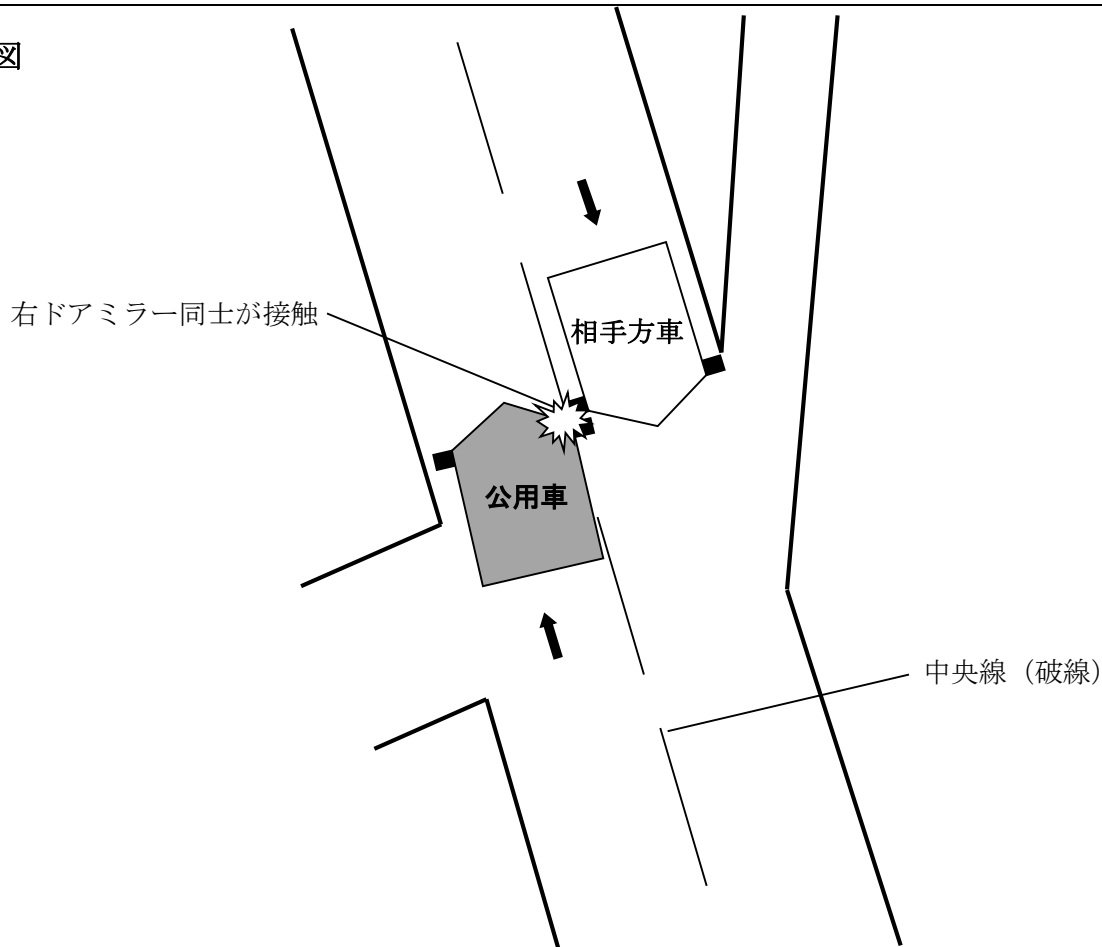 図
右ドアミラー同士が接触
相手方車
公用車
中央線（破線）